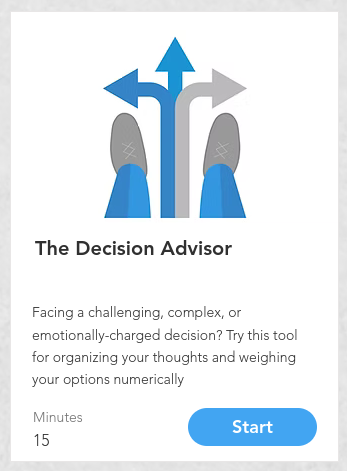 The Decision Advisor
Facing a challenging, complex, or
emotionally-charged decision? Try this tool
for organizing your thoughts and weighing
your options numerically
Minutes
15
Start